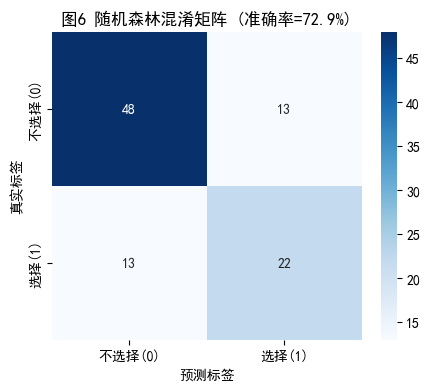 图6 随机森林混淆矩阵 (准确率=72.9%)
不选择(0)
48
13
选择(1)
13
22
真实标签
不选择(0)
选择(1)
预测标签
45
40
35
30
25
20
15